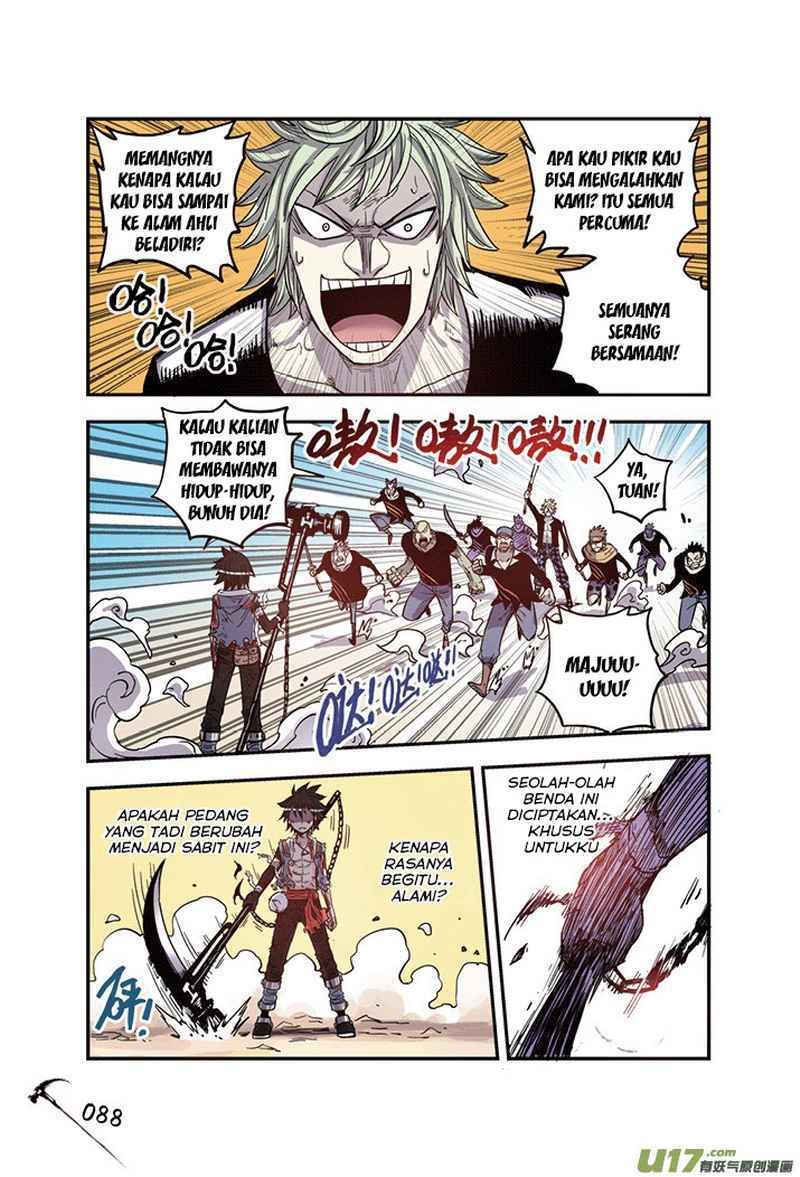 MEMANGNYA
KENAPA KALAU
KAU BISA SAMPAI
KE ALAM AHLI
BELADIRI?
APA KAU PIKIR KAU
BISA MENGALAHKAN
KAMI? ITU SEMUA
PERCUMA!
SEMUANYA
SERANG
BERSAMAAN!
哈!
哈!
哈!
KALAU KALIAN
TIDAK BISA
MEMBAWANYA
HIDUP-HIDUP,
BUNUH DIA!
嗷! 嗷! 嗷!!!
YA,
TUAN!
MAJUUU-
UUUU!
哒! 哒! 哒!!
APAKAH PEDANG
YANG TADI BERUBAH
MENJADI SABIT INI?
KENAPA
RASANYA
BEGITU...
ALAMI?
砰!
SEOLAH-OLAH
BENDA INI
DICIPTAKAN...
KHUSUS
UNTUKKU
088
U17.com
有妖气原创漫画